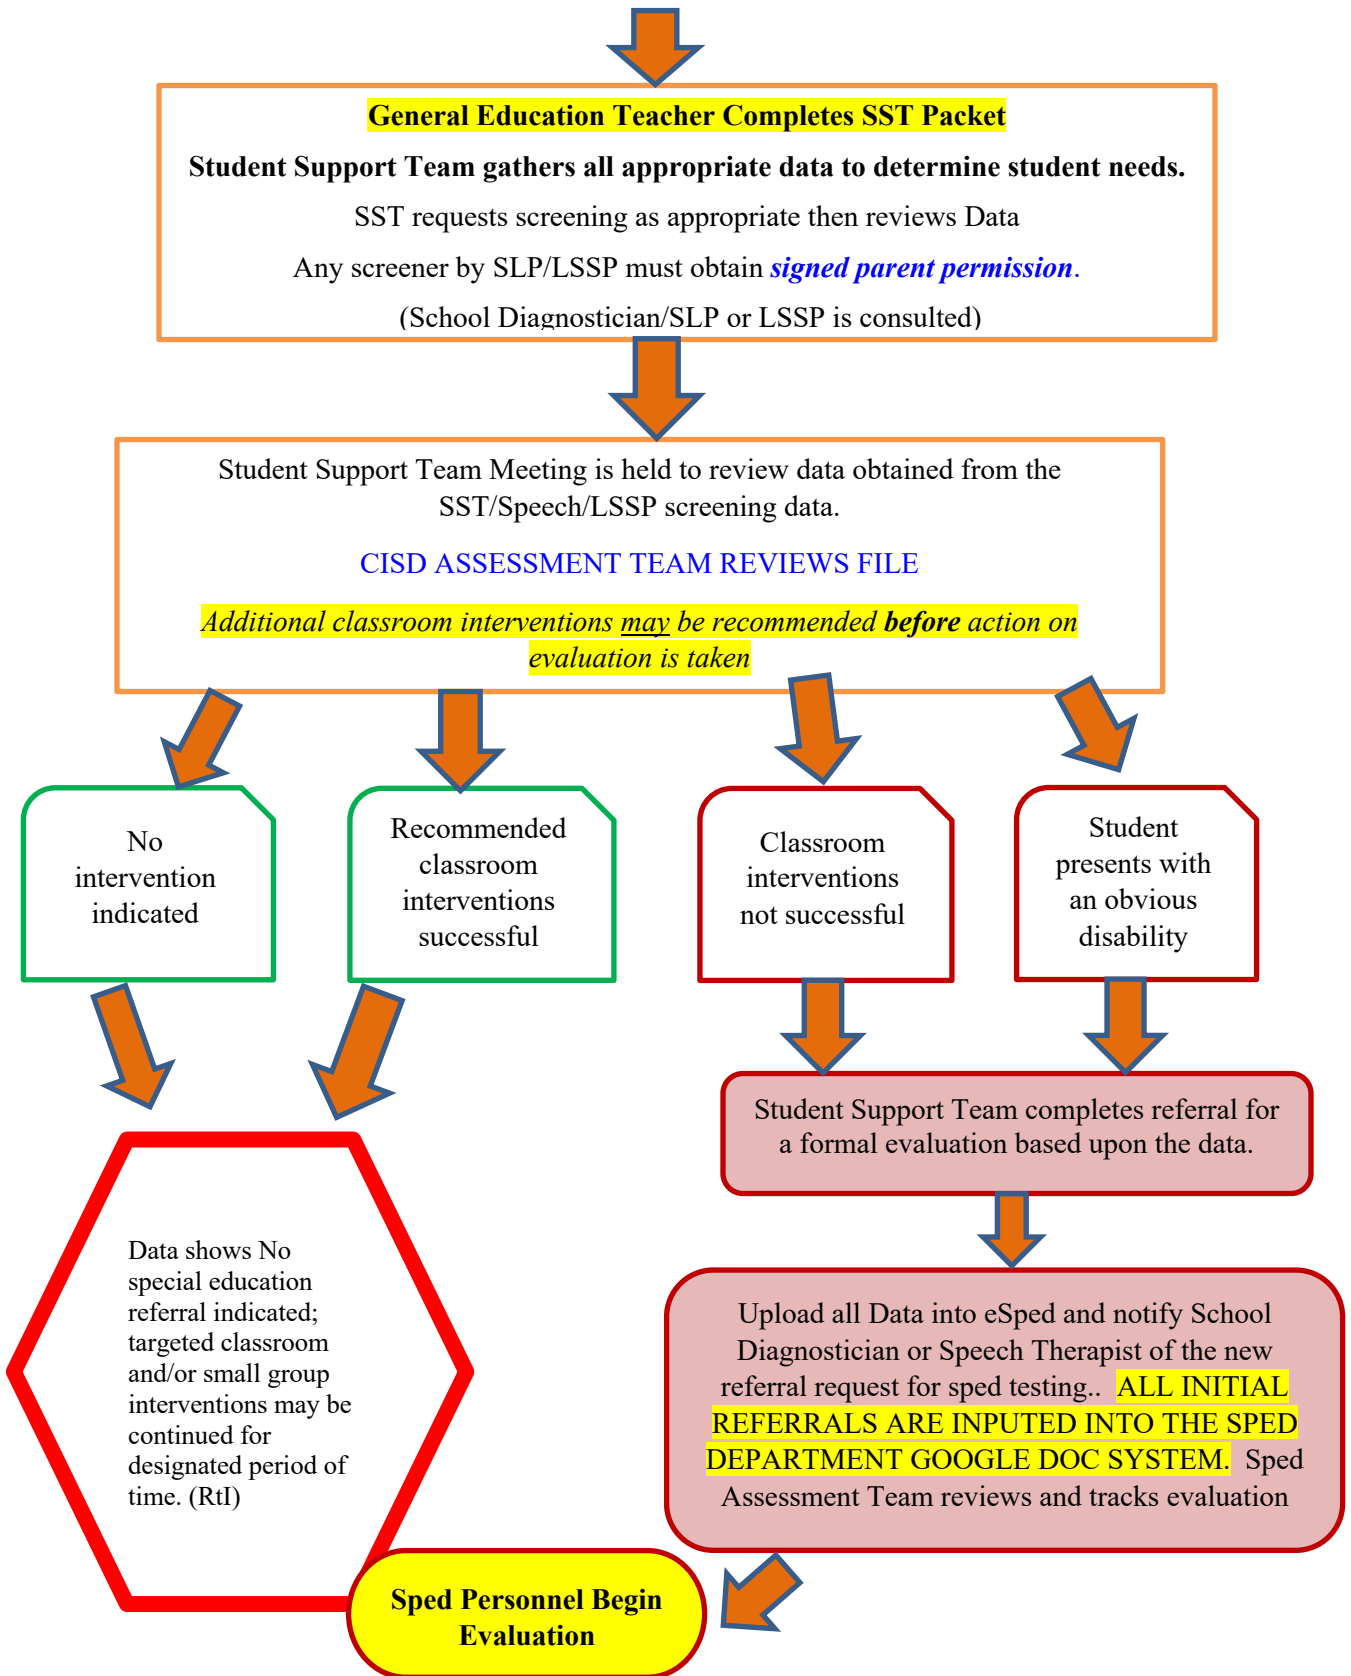 General Education Teacher Completes SST Packet
Student Support Team gathers all appropriate data to determine student needs.
SST requests screening as appropriate then reviews Data
Any screener by SLP/LSSP must obtain signed parent permission.
(School Diagnostician/SLP or LSSP is consulted)
Student Support Team Meeting is held to review data obtained from the
SST/Speech/LSSP screening data.
CISD ASSESSMENT TEAM REVIEWS FILE
Additional classroom interventions may be recommended before action on
evaluation is taken
No
intervention
indicated
Recommended
classroom
interventions
successful
Classroom
interventions
not successful
Student
presents with
an obvious
disability
Student Support Team completes referral for
a formal evaluation based upon the data.
Data shows No
special education
referral indicated;
targeted classroom
and/or small group
interventions may be
continued for
designated period of
time. (RtI)
Upload all Data into eSped and notify School
Diagnostician or Speech Therapist of the new
referral request for sped testing.. ALL INITIAL
REFERRALS ARE INPUTED INTO THE SPED
DEPARTMENT GOOGLE DOC SYSTEM. Sped
Assessment Team reviews and tracks evaluation
Sped Personnel Begin
Evaluation